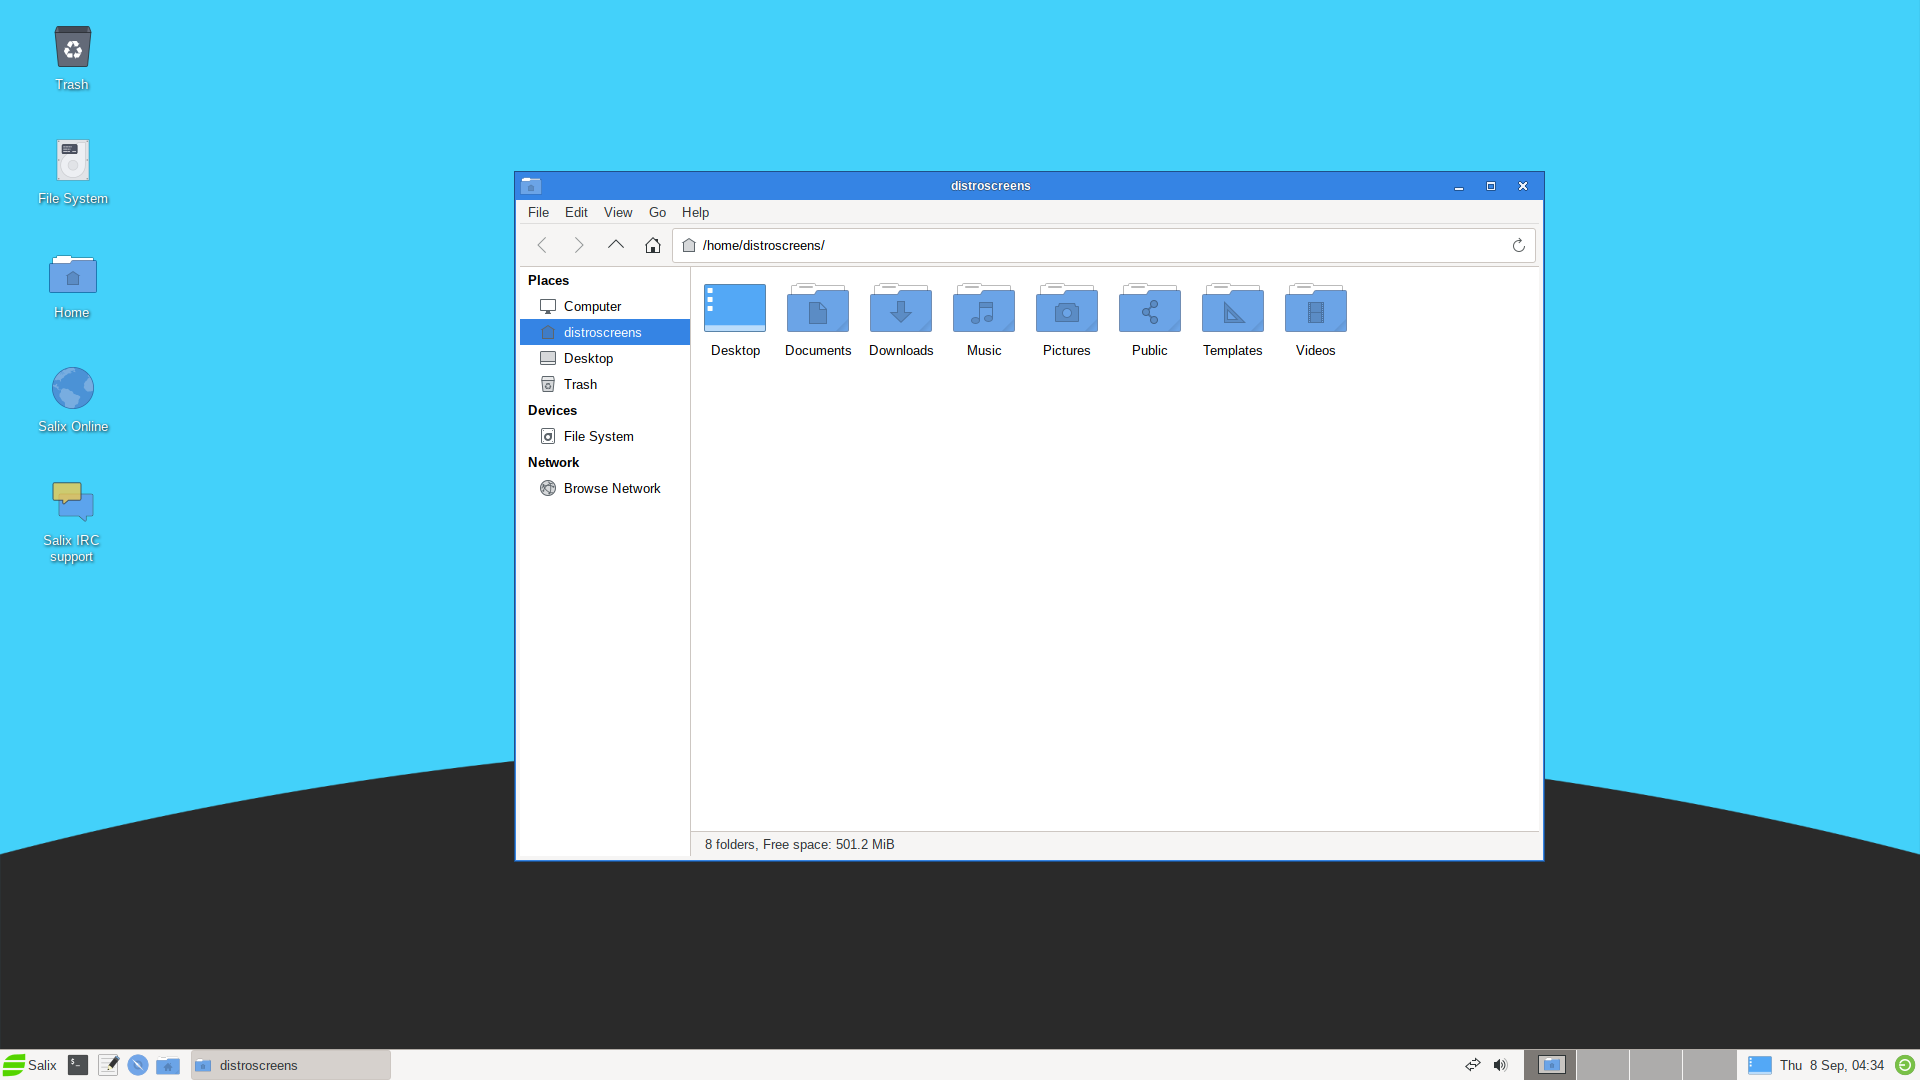 Trash
File System
Home
Salix Online
Salix IRC
support
distroscreens
File Edit View Go Help
/home/distroscreens/
Places
Computer
distroscreens
Desktop
Trash
Devices
File System
Network
Browse Network
Desktop Documents Downloads Music Pictures Public Templates Videos
8 folders, Free space: 501.2 MiB
Salix $_ distroscreens Thu 8 Sep, 04:34